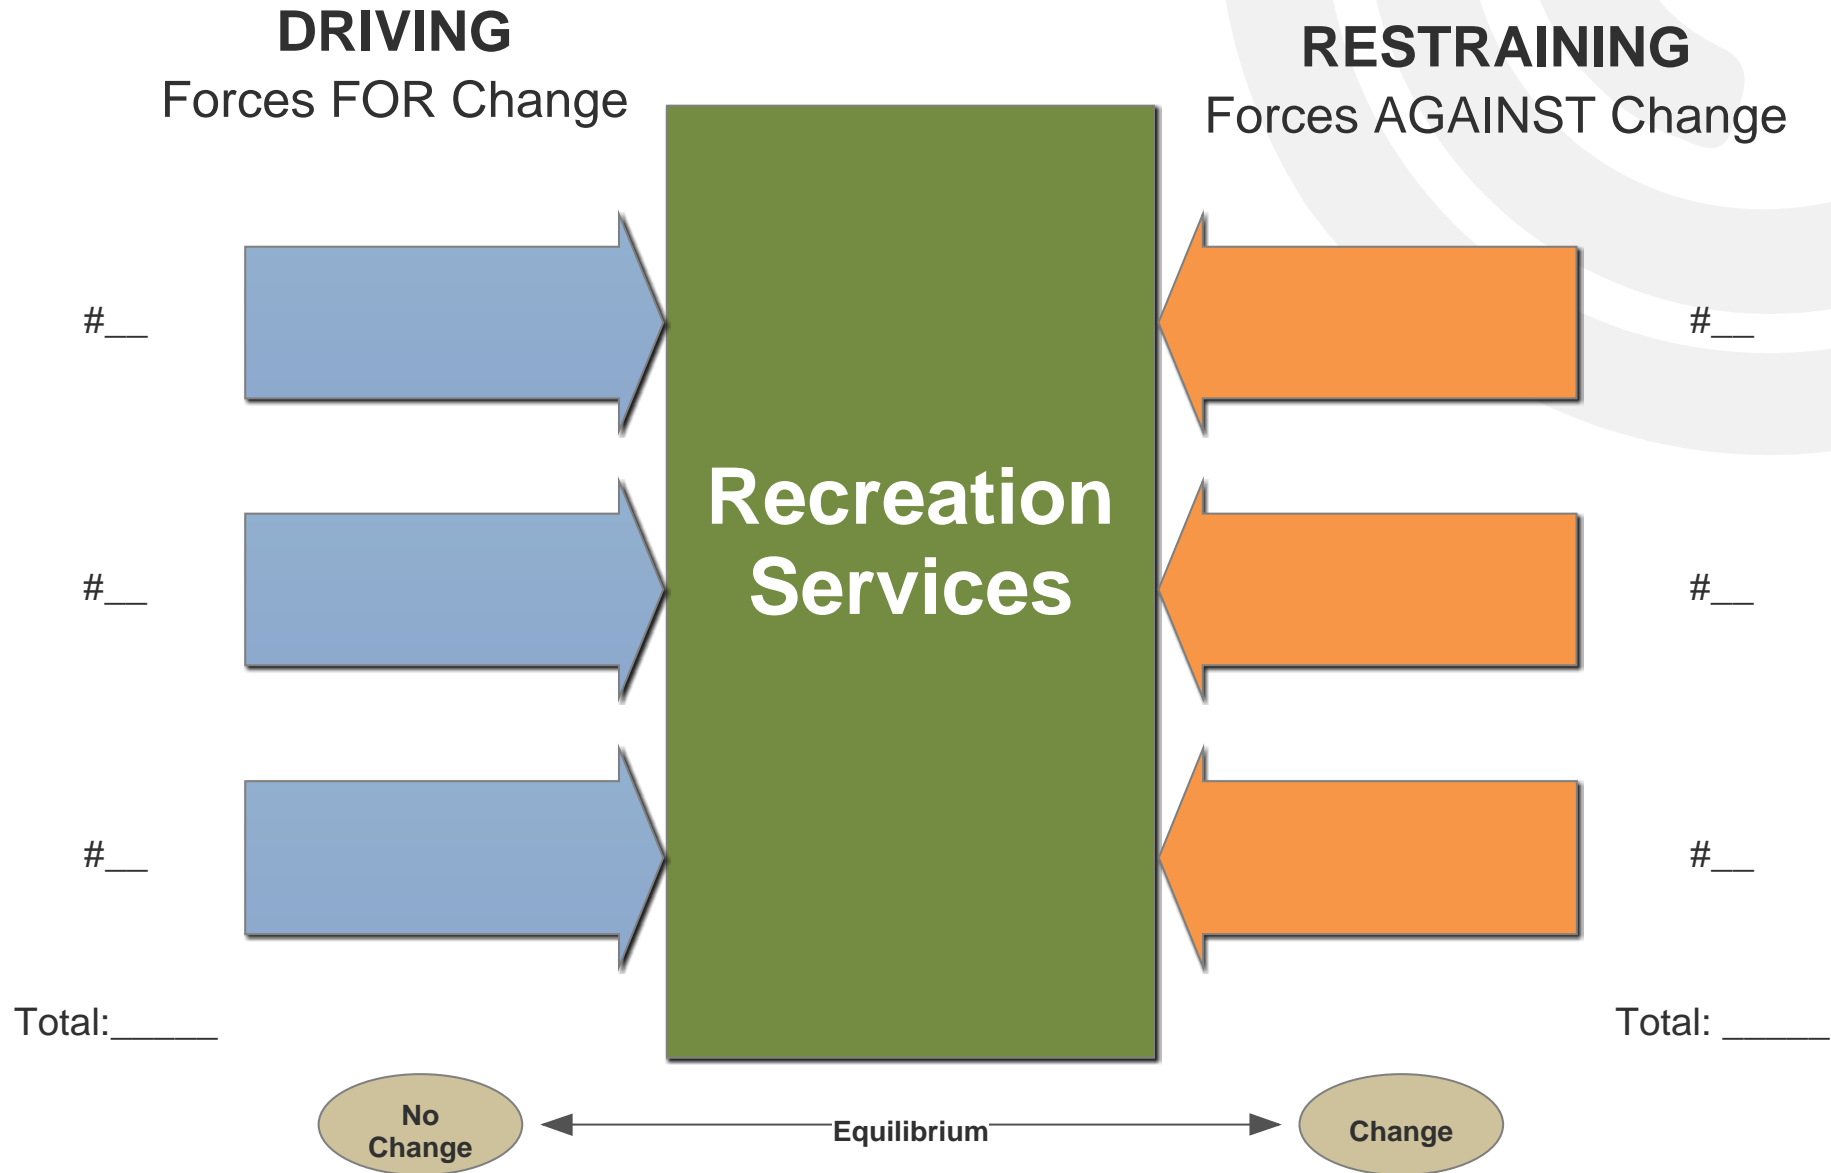 DRIVING
Forces FOR Change
RESTRAINING
Forces AGAINST Change
#__
#__
#__
Recreation
Services
#__
#__
#__
Total:_____
Total: _____
No
Change
Equilibrium
Change